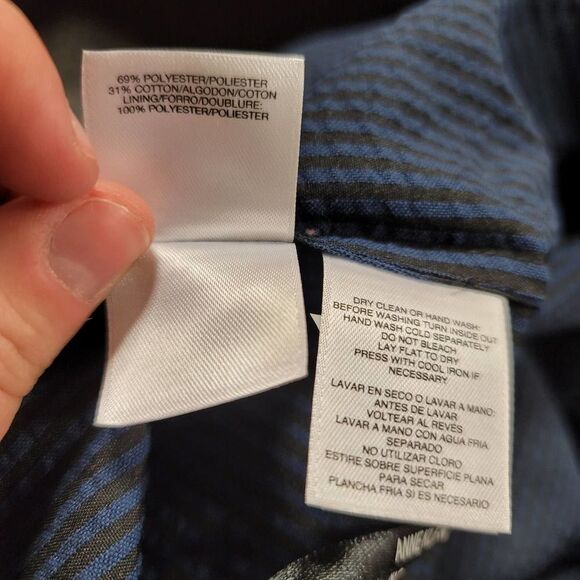 69% POLYESTER/POLIESTER
31% COTTON/ALGODON/COTON
LINING/FORRO/DOUBLURE:
100% POLYESTER/POLIESTER
DRY CLEAN OR HAND WASH:
BEFORE WASHING TURN INSIDE OUT
HAND WASH COLD SEPARATELY
DO NOT BLEACH
LAY FLAT TO DRY
PRESS WITH COOL IRON IF
NECESSARY
LAVAR EN SECO O LAVAR A MANO:
ANTES DE LAVAR
VOLTEAR AL REVÉS
LAVAR A MANO CON AGUA FRIA
SEPARADO
NO UTILIZAR CLORO
ESTIRE SOBRE SUPERFICIE PLANA
PARA SECAR
PLANCHA FRIA SI ES NECESARIO